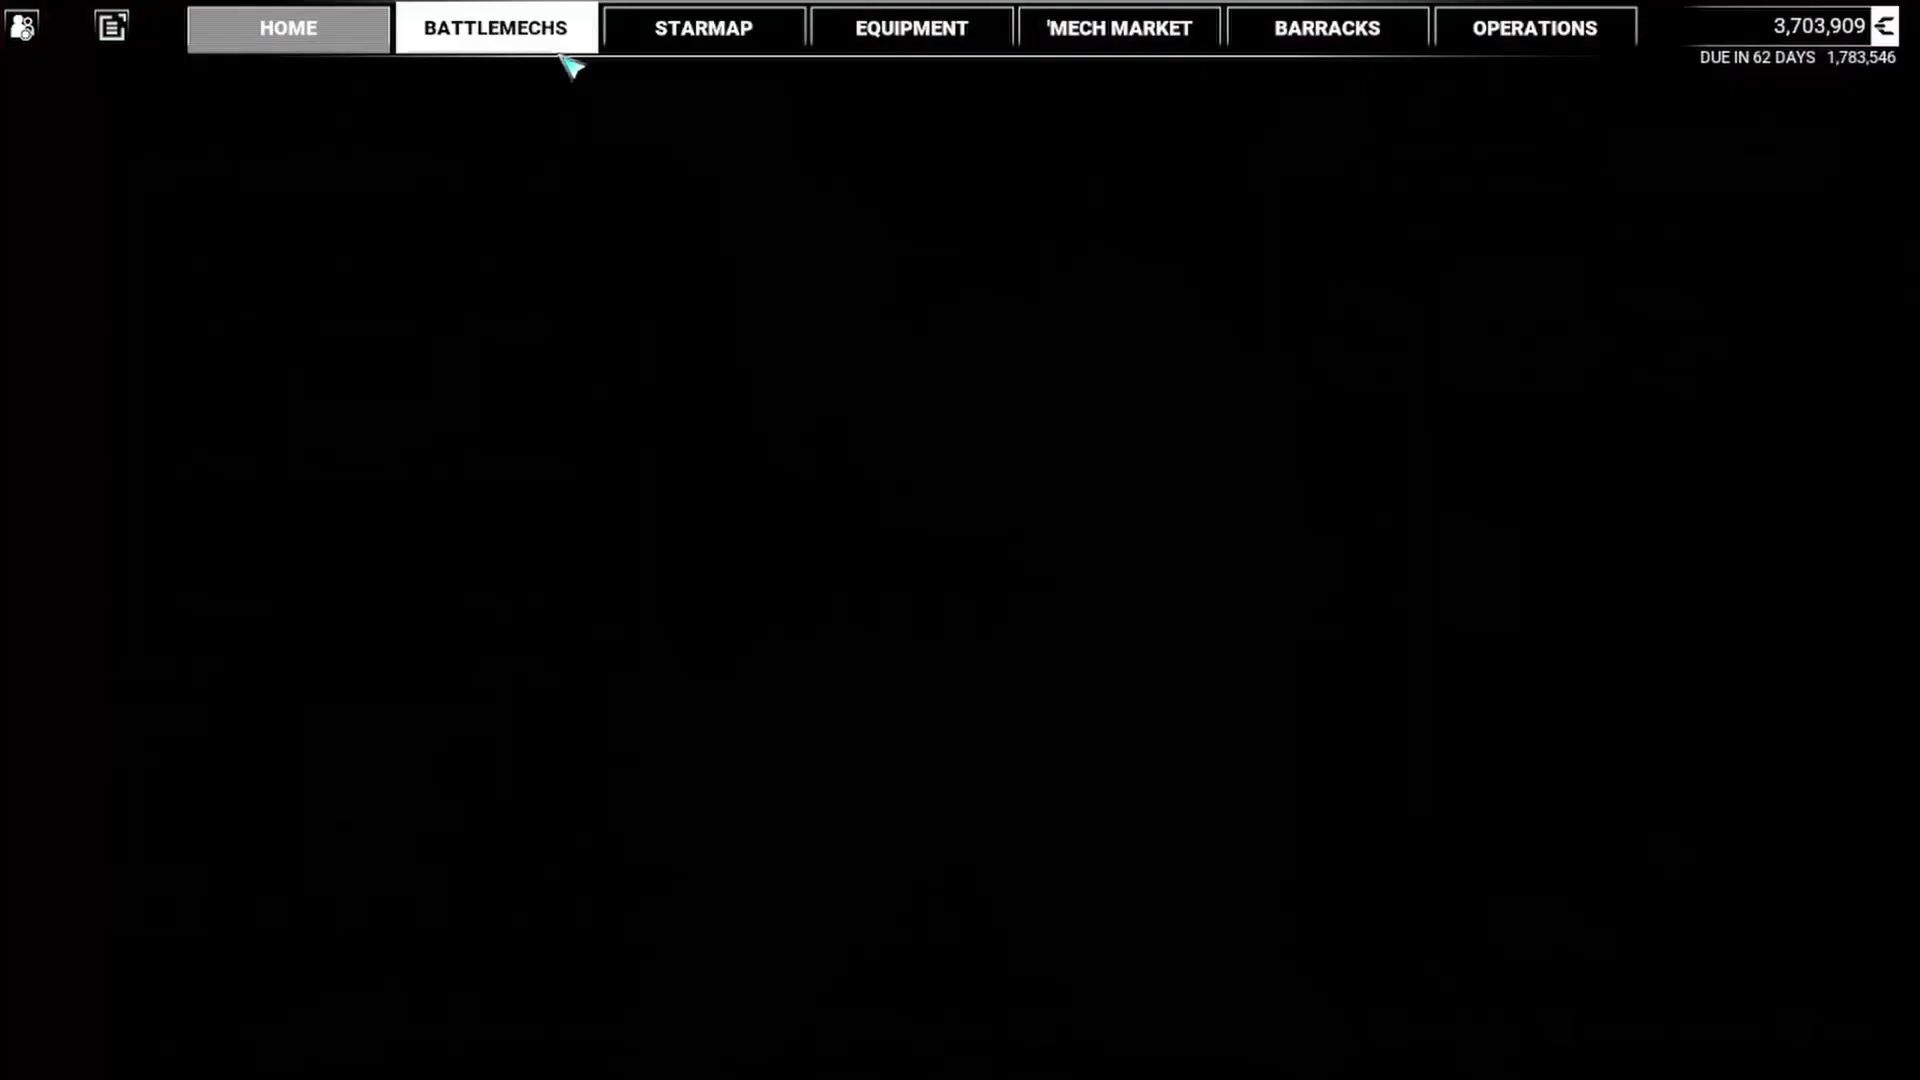 HOME
BATTLEMECHS
STARMAP
EQUIPMENT
'MECH MARKET
BARRACKS
OPERATIONS
3,703,909
DUE IN 62 DAYS 1,783,546